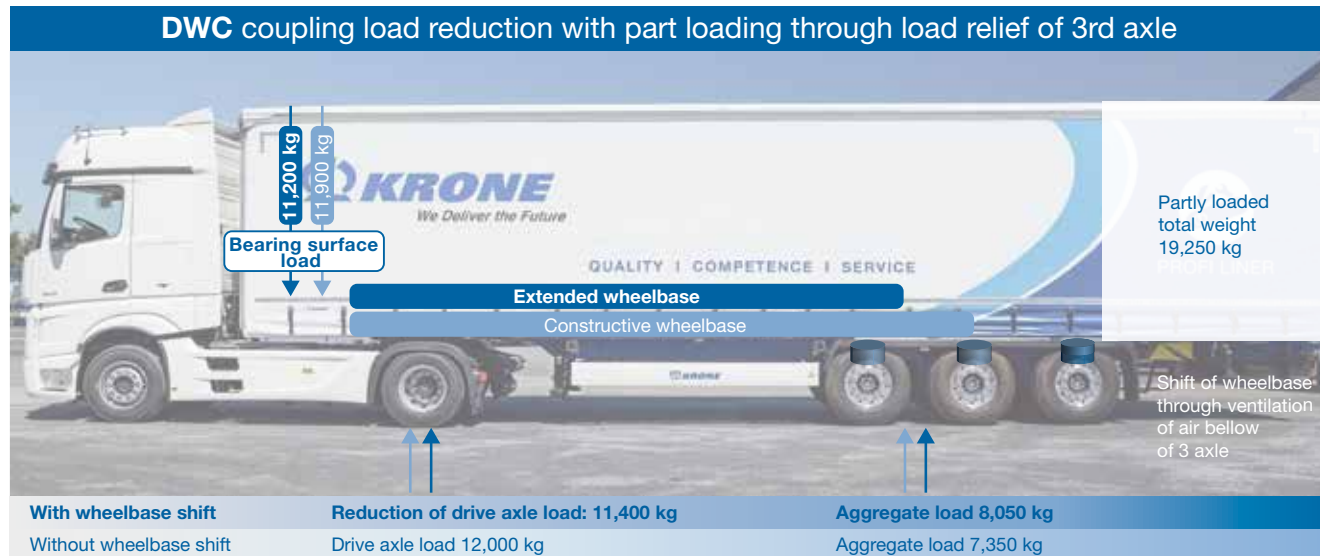 DWC coupling load reduction with part loading through load relief of 3rd axle
11,200 kg
11,900 kg
KRONE
We Deliver the Future
Bearing surface
load
QUALITY I COMPETENCE I SERVICE
Partly loaded
total weight
19,250 kg
PROFI LINER
Extended wheelbase
Constructive wheelbase
KRONE
Shift of wheelbase
through ventilation
of air bellow
of 3 axle
With wheelbase shift Reduction of drive axle load: 11,400 kg Aggregate load 8,050 kg
Without wheelbase shift Drive axle load 12,000 kg Aggregate load 7,350 kg